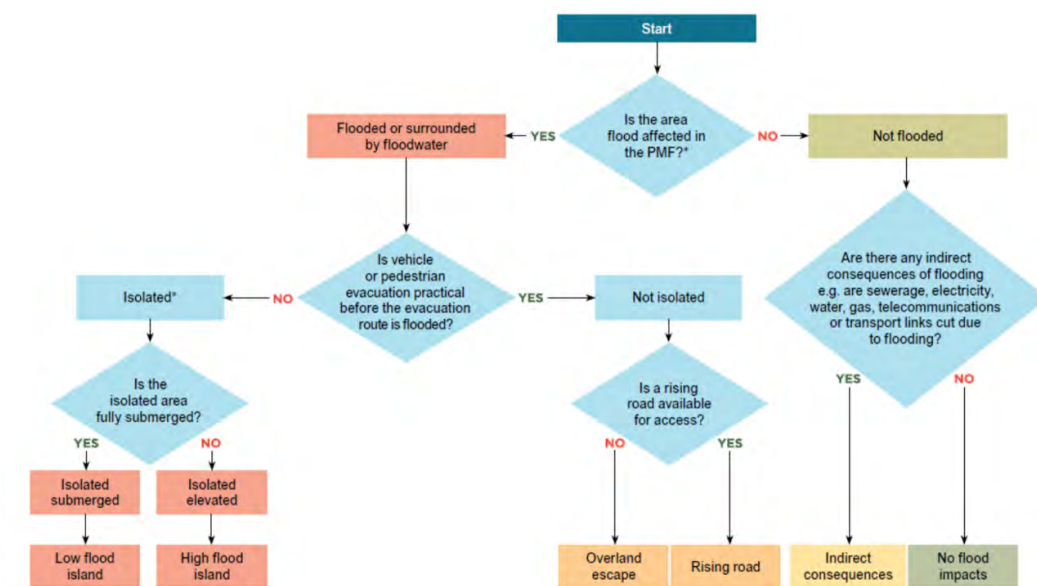 Start
Is the area
flood affected in
the PMF?*
YES
NO
Flooded or surrounded
by floodwater
Not flooded
Is vehicle
or pedestrian
evacuation practical
before the evacuation
route is flooded?
NO
YES
Isolated*
Not isolated
Are there any indirect
consequences of flooding
e.g. are sewerage, electricity,
water, gas, telecommunications
or transport links cut due
to flooding?
YES
NO
Is the
isolated area
fully submerged?
YES
NO
Is a rising
road available
for access?
NO
YES
Isolated
submerged
Isolated
elevated
Low flood
island
High flood
island
Overland
escape
Rising road
Indirect
consequences
No flood
impacts